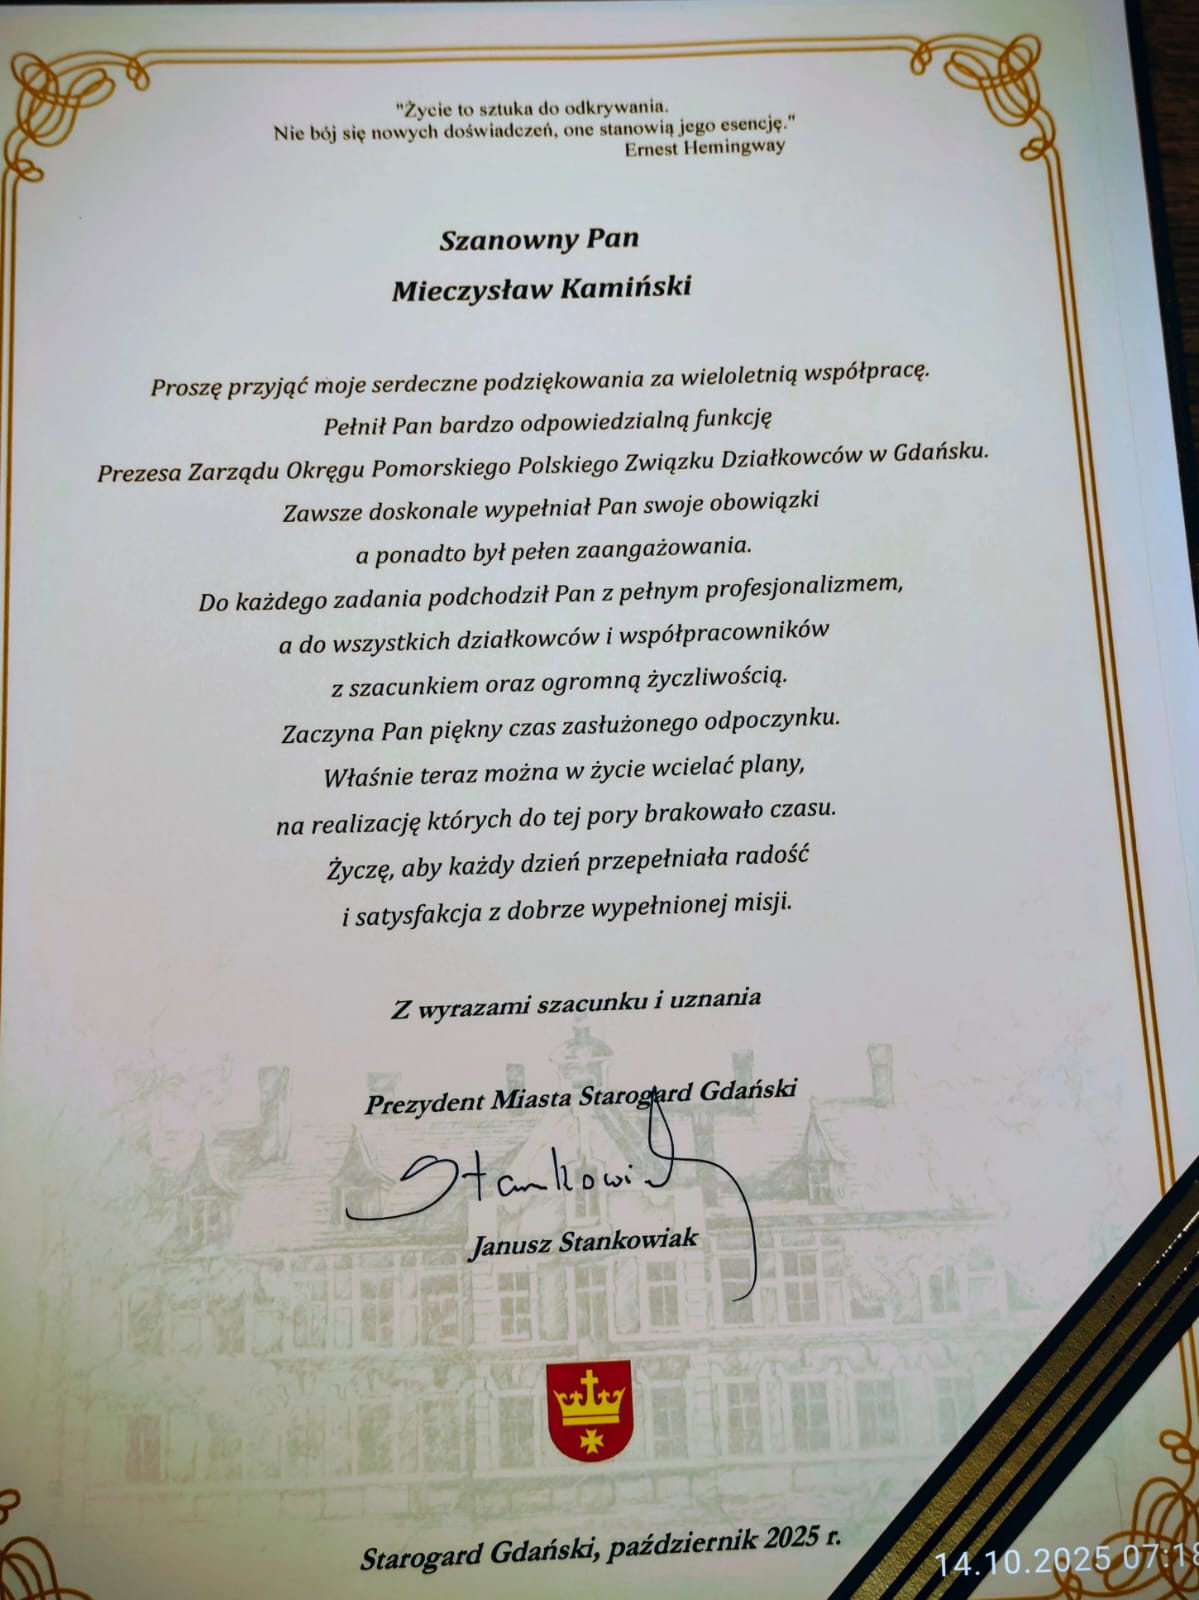 "Życie to sztuka do odkrywania.
Nie bój się nowych doświadczeń, one stanowią jego esencję."
Ernest Hemingway
Szanowny Pan
Mieczysław Kamiński
Proszę przyjąć moje serdeczne podziękowania za wieloletnią współpracę.
Pełnił Pan bardzo odpowiedzialną funkcję
Prezesa Zarządu Okręgu Pomorskiego Polskiego Związku Działkowców w Gdańsku.
Zawsze doskonale wypełniał Pan swoje obowiązki
a ponadto był pełen zaangażowania.
Do każdego zadania podchodził Pan z pełnym profesjonalizmem,
a do wszystkich działkowców i współpracowników
z szacunkiem oraz ogromną życzliwością.
Zaczyna Pan piękny czas zasłużonego odpoczynku.
Właśnie teraz można w życie wcielać plany,
na realizację których do tej pory brakowało czasu.
Życzę, aby każdy dzień przepełniała radość
i satysfakcja z dobrze wypełnionej misji.
Z wyrazami szacunku i uznania
Prezydent Miasta Starogard Gdański
Stankowiak
Janusz Stankowiak
Starogard Gdański, październik 2025 r.
14.10.2025 07:18